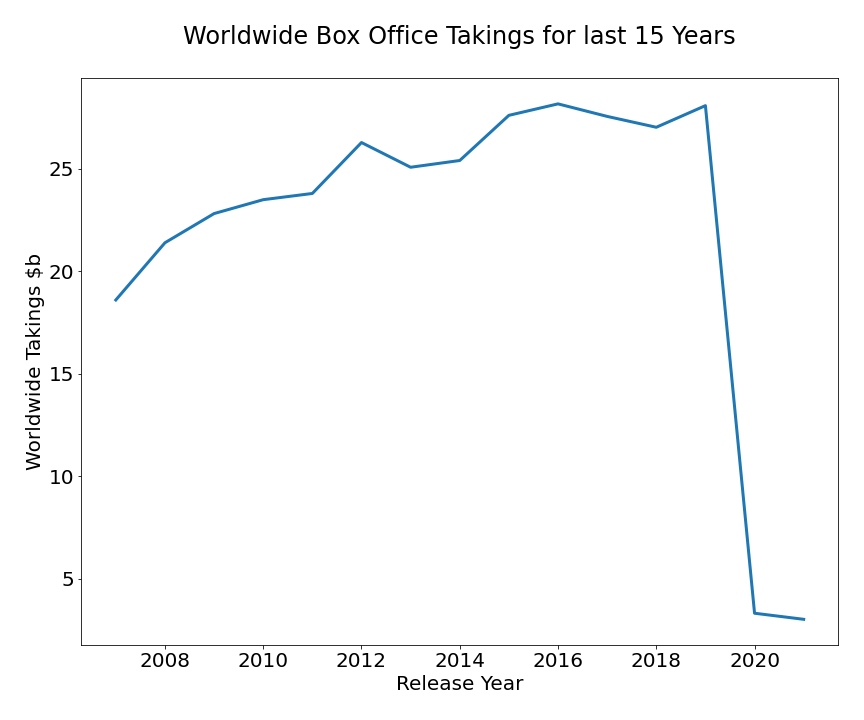 Worldwide Box Office Takings for last 15 Years
Worldwide Takings $b
25
20
15
10
5
2008 2010 2012 2014 2016 2018 2020
Release Year